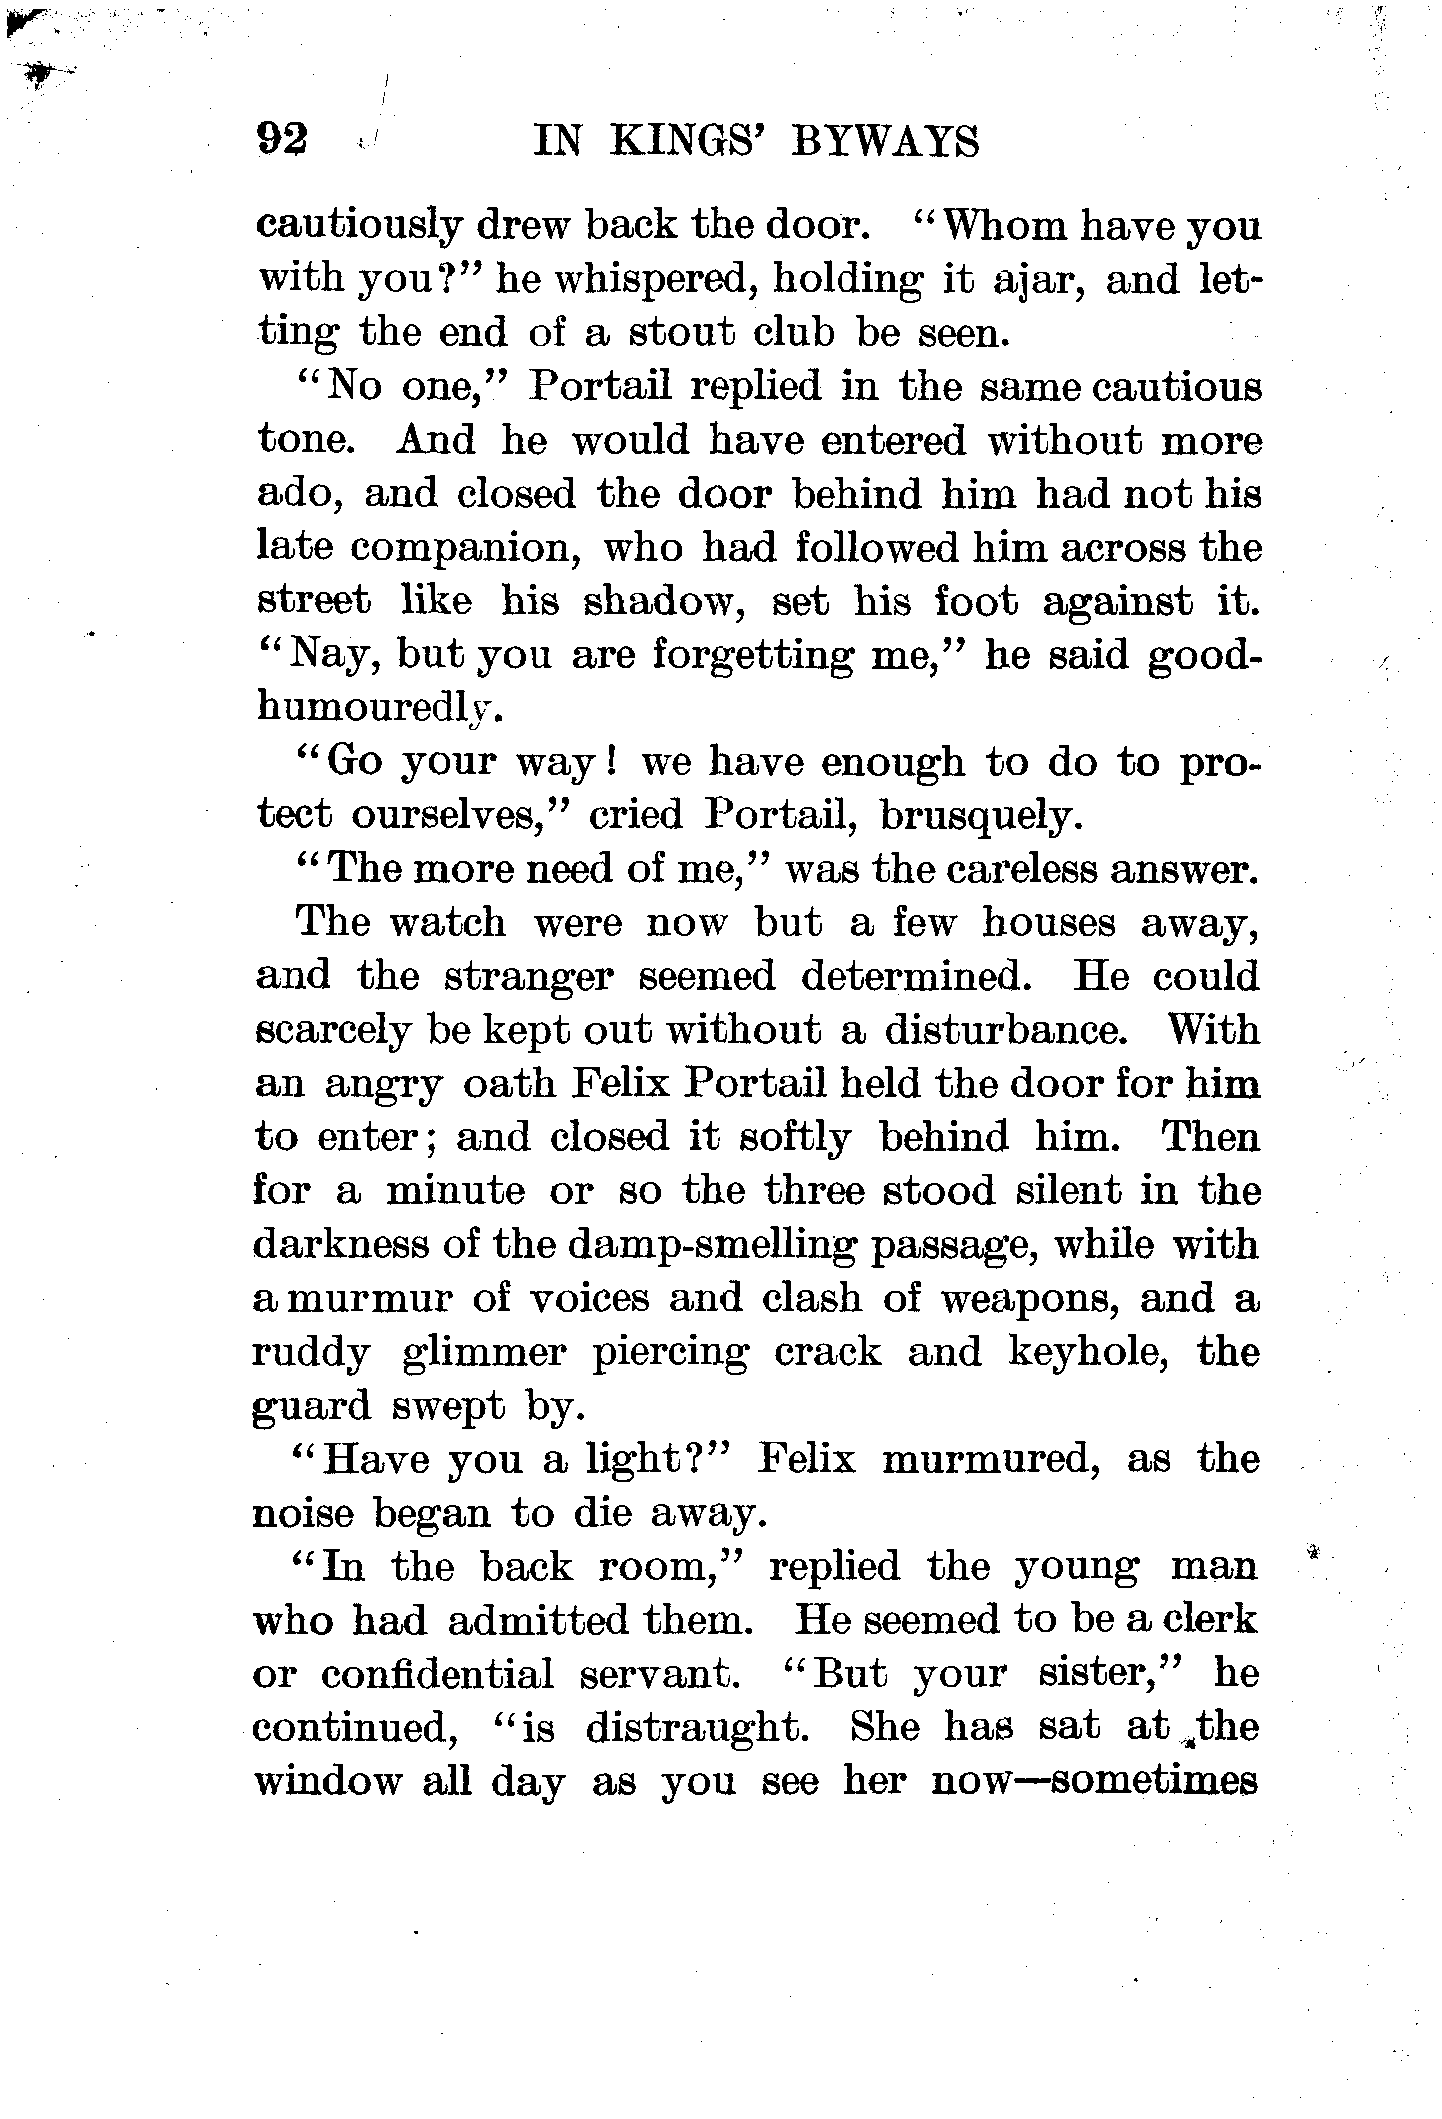 92 IN KINGS' BYWAYS
cautiously drew back the door. "Whom have you
with you?" he whispered, holding it ajar, and let-
ting the end of a stout club be seen.
"No one," Portail replied in the same cautious
tone. And he would have entered without more
ado, and closed the door behind him had not his
late companion, who had followed him across the
street like his shadow, set his foot against it.
"Nay, but you are forgetting me," he said good-
humouredly.
"Go your way! we have enough to do to pro-
tect ourselves," cried Portail, brusquely.
"The more need of me," was the careless answer.
The watch were now but a few houses away,
and the stranger seemed determined. He could
scarcely be kept out without a disturbance. With
an angry oath Felix Portail held the door for him
to enter; and closed it softly behind him. Then
for a minute or so the three stood silent in the
darkness of the damp-smelling passage, while with
a murmur of voices and clash of weapons, and a
ruddy glimmer piercing crack and keyhole, the
guard swept by.
"Have you a light?" Felix murmured, as the
noise began to die away.
"In the back room," replied the young man
who had admitted them. He seemed to be a clerk
or confidential servant. "But your sister," he
continued, "is distraught. She has sat at the
window all day as you see her now—sometimes